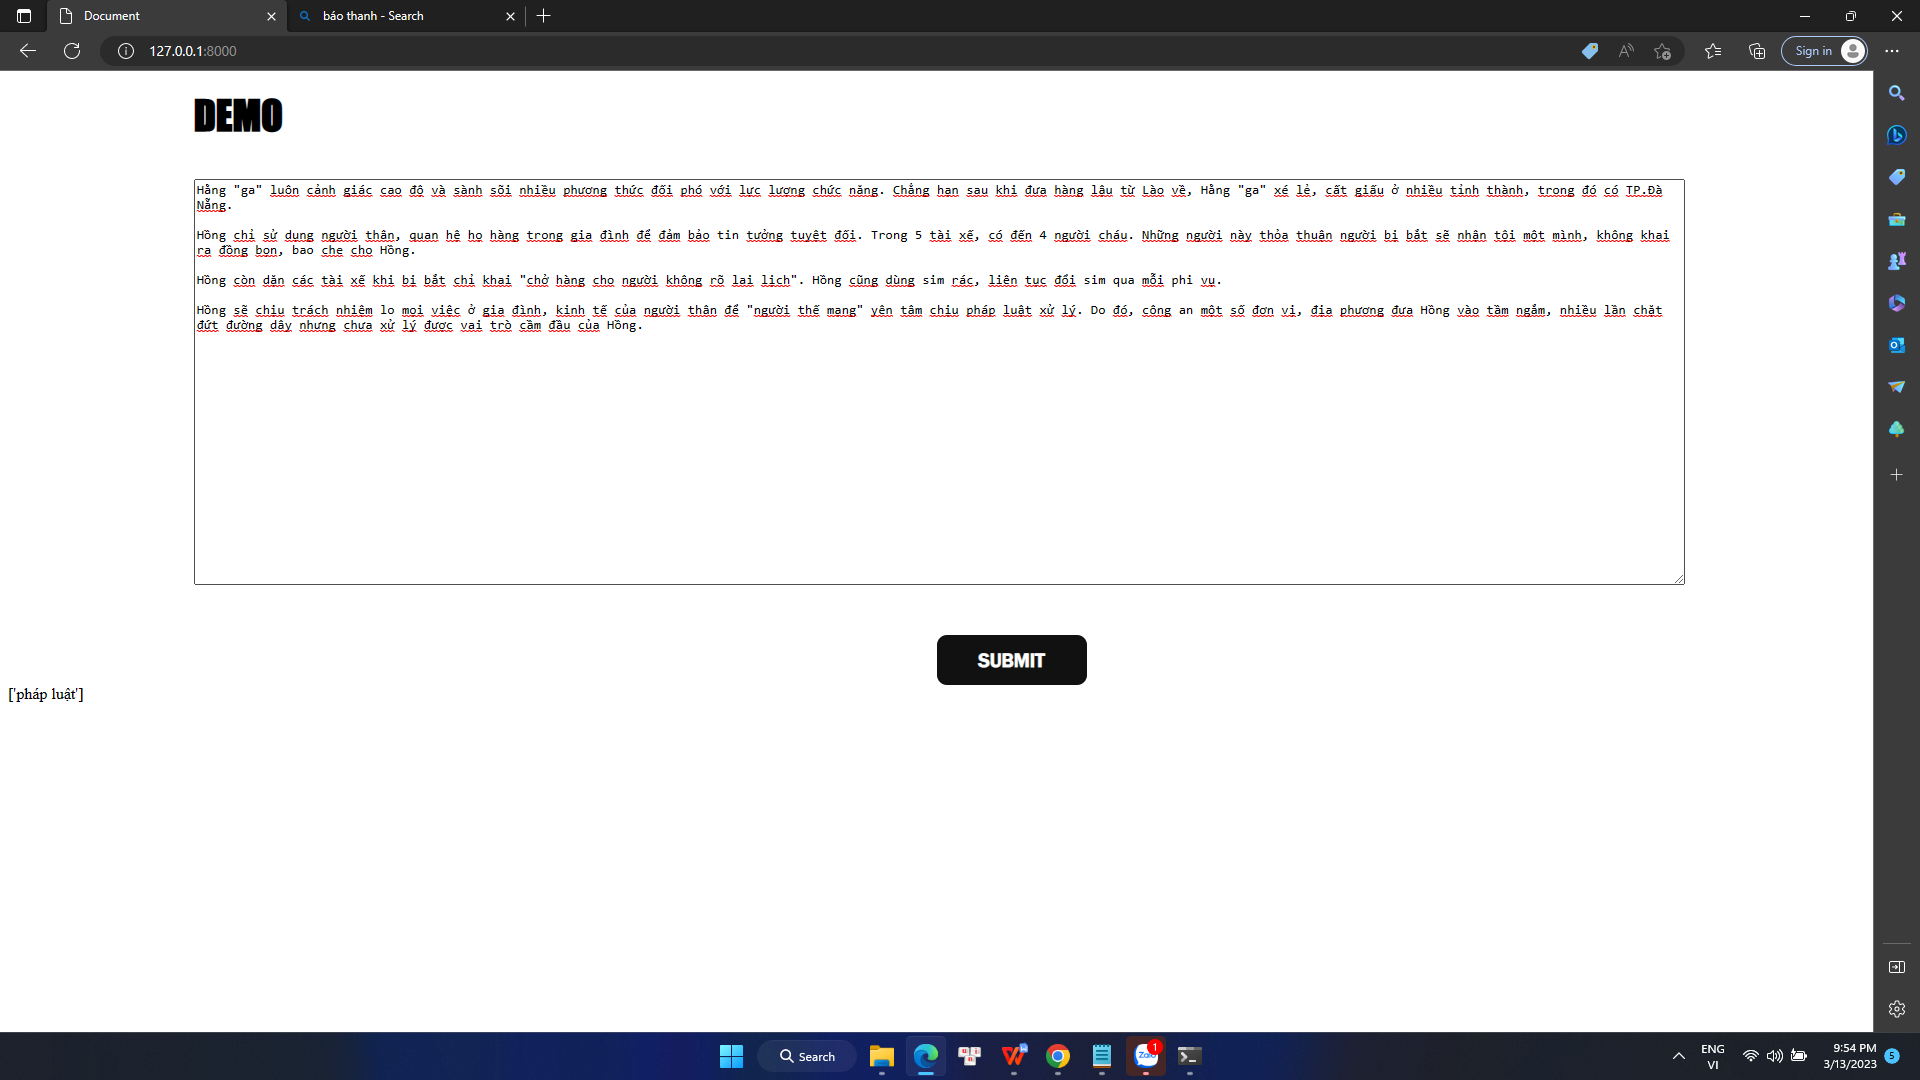 Document
báo thanh - Search
127.0.0.1:8000
Sign in
DEMO
Hằng "ga" luôn cảnh giác cao độ và sành sõi nhiều phương thức đối phó với lực lượng chức năng. Chẳng hạn sau khi đưa hàng lậu từ Lào về, Hằng "ga" xé lẻ, cất giấu ở nhiều tỉnh thành, trong đó có TP.Đà
Nẵng.
Hồng chỉ sử dụng người thân, quan hệ họ hàng trong gia đình để đảm bảo tin tưởng tuyệt đối. Trong 5 tài xế, có đến 4 người cháu. Những người này thỏa thuận người bị bắt sẽ nhận tội một mình, không khai
ra đồng bọn, bao che cho Hồng.
Hồng còn dặn các tài xế khi bị bắt chỉ khai "chở hàng cho người không rõ lai lịch". Hồng cũng dùng sim rác, liên tục đổi sim qua mỗi phi vụ.
Hồng sẽ chịu trách nhiệm lo mọi việc ở gia đình, kinh tế của người thân để "người thế mạng" yên tâm chịu pháp luật xử lý. Do đó, công an một số đơn vị, địa phương đưa Hồng vào tầm ngắm, nhiều lần chặt
đứt đường dây nhưng chưa xử lý được vai trò cầm đầu của Hồng.
SUBMIT
['pháp luật']
Search
Zalo
1
ENG
VI
9:54 PM
3/13/2023
5